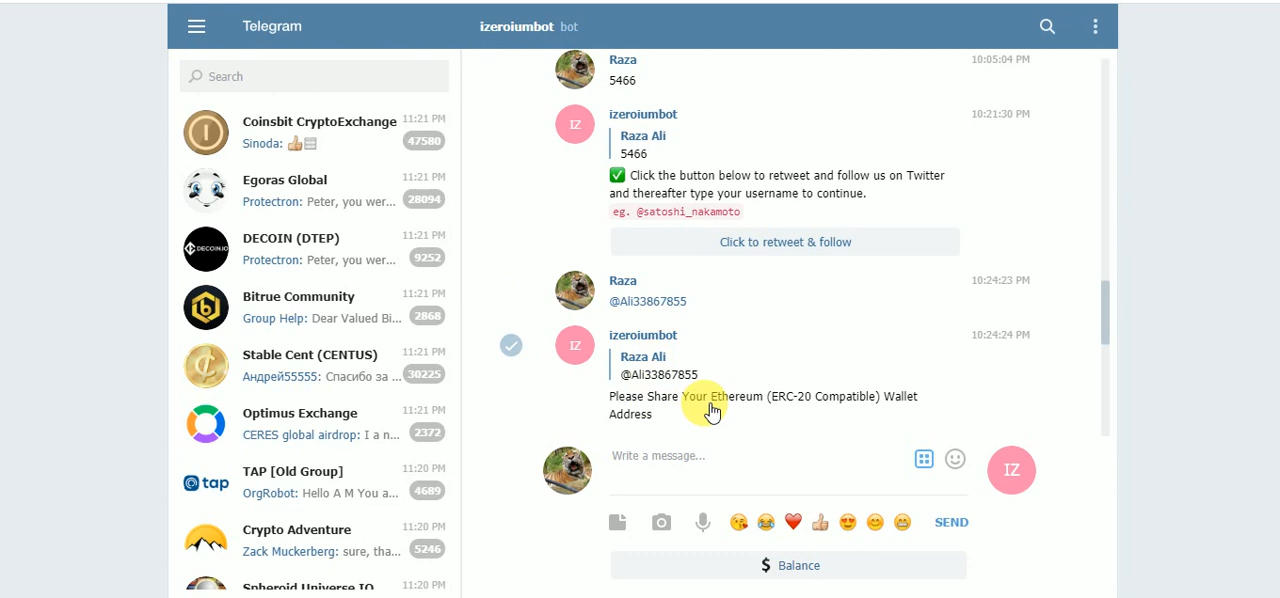 Telegram
izeroiumbot bot
Search
Coinsbit CryptoExchange 11:21 PM
Sinoda: 👍🏻 47580
Egoras Global 11:21 PM
Protectron: Peter, you wer... 28094
DECOIN (DTEP) 11:21 PM
Protectron: Peter, you wer... 9252
DECOIN.IO
Bitrue Community 11:21 PM
Group Help: Dear Valued Bi... 2868
Stable Cent (CENTUS) 11:21 PM
Андрей55555: Спасибо за ... 30225
Optimus Exchange 11:21 PM
CERES global airdrop: I a n... 2372
TAP [Old Group] 11:20 PM
OrgRobot: Hello A M You a... 4689
tap
Crypto Adventure 11:20 PM
Zack Muckerberg: sure, tha... 5246
Spheroid Universe IO 11:20 PM
Raza 10:05:04 PM
5466
IZ
izeroiumbot 10:21:30 PM
Raza Ali
5466
✅ Click the button below to retweet and follow us on Twitter
and thereafter type your username to continue.
eg. @satoshi_nakamoto
Click to retweet & follow
Raza 10:24:23 PM
@Ali33867855
IZ
izeroiumbot 10:24:24 PM
Raza Ali
@Ali33867855
Please Share Your Ethereum (ERC-20 Compatible) Wallet
Address
Write a message...
IZ
😘 😂 ❤️ 👍 😍 😊 😁 SEND
$ Balance